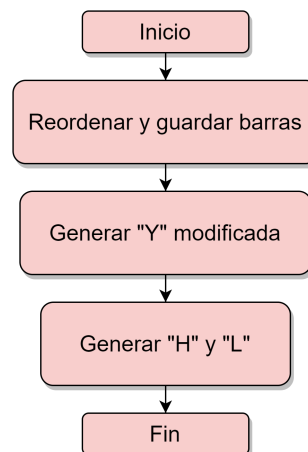 Inicio
Reordenar y guardar barras
Generar "Y" modificada
Generar "H" y "L"
Fin